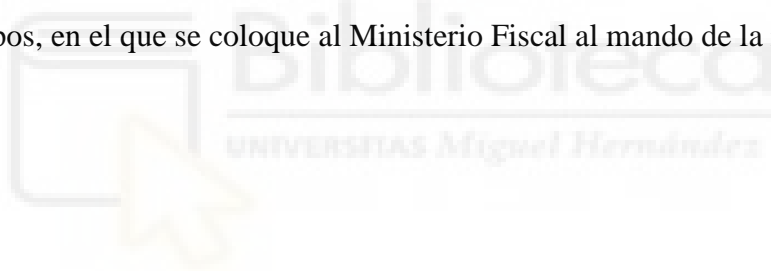 pos, en el que se coloque al Ministerio Fiscal al mando de la
Biblioteca
UNIVERSITAS Miguel Hernández